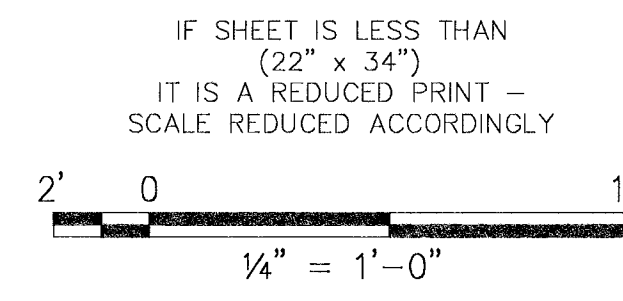 IF SHEET IS LESS THAN
(22" x 34")
IT IS A REDUCED PRINT –
SCALE REDUCED ACCORDINGLY
2' 0 1
1/4" = 1'-0"